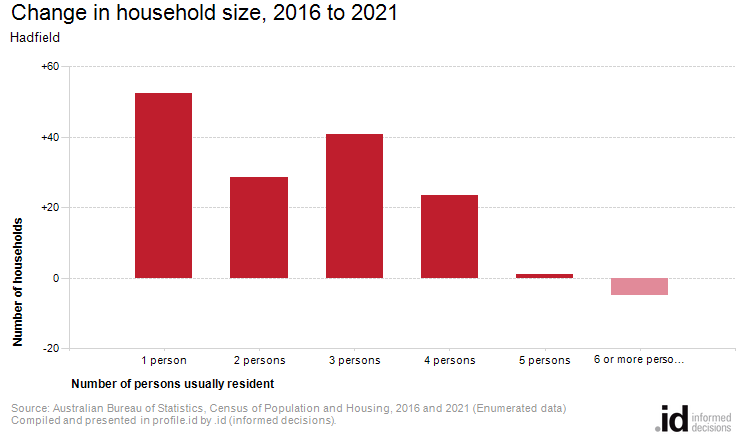 Change in household size, 2016 to 2021
Hadfield
+60
+40
+20
0
-20
Number of households
1 person
2 persons
3 persons
4 persons
5 persons
6 or more perso...
Number of persons usually resident
Source: Australian Bureau of Statistics, Census of Population and Housing, 2016 and 2021 (Enumerated data)
Compiled and presented in profile.id by .id (informed decisions).
.id informed
decisions